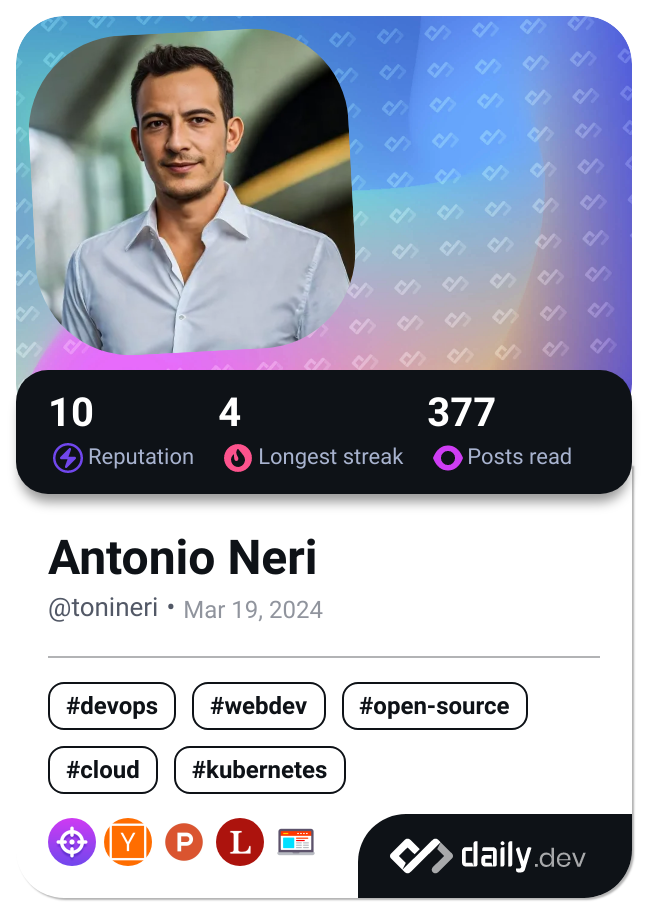 10 4 377
Reputation Longest streak Posts read
Antonio Neri
@tonineri • Mar 19, 2024
#devops #webdev #open-source
#cloud #kubernetes
Y P L
daily.dev